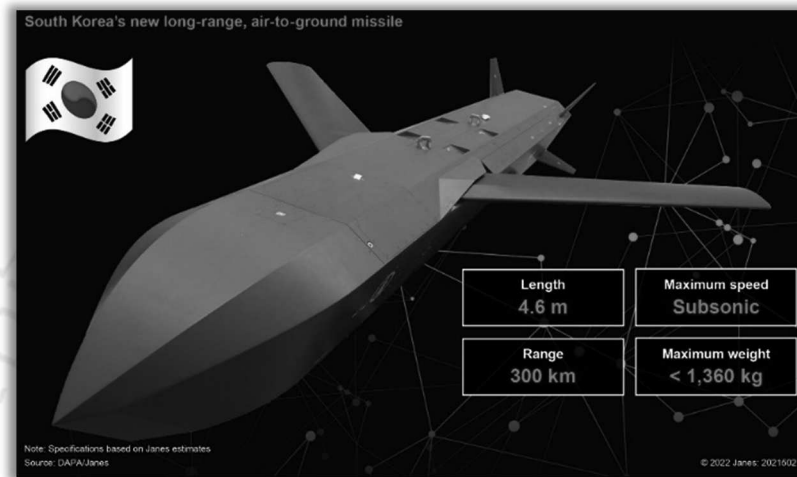 South Korea's new long-range, air-to-ground missile
Length
4.6 m
Maximum speed
Subsonic
Range
300 km
Maximum weight
< 1,360 kg
Note: Specifications based on Janes estimates
Source: DAPA/Janes
© 2022 Janes: 2021602